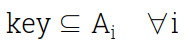 key ⊆ Aᵢ ∀i